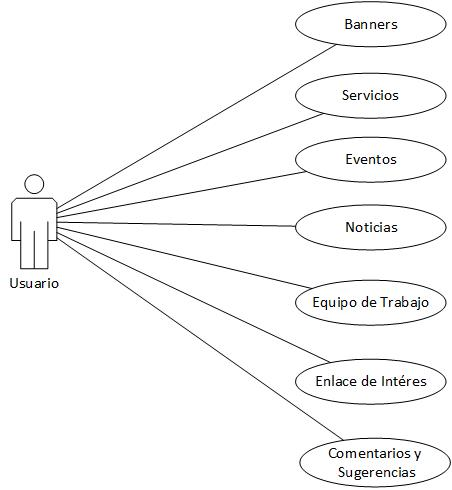 Banners
Servicios
Eventos
Noticias
Usuario
Equipo de Trabajo
Enlace de Intéres
Comentarios y
Sugerencias